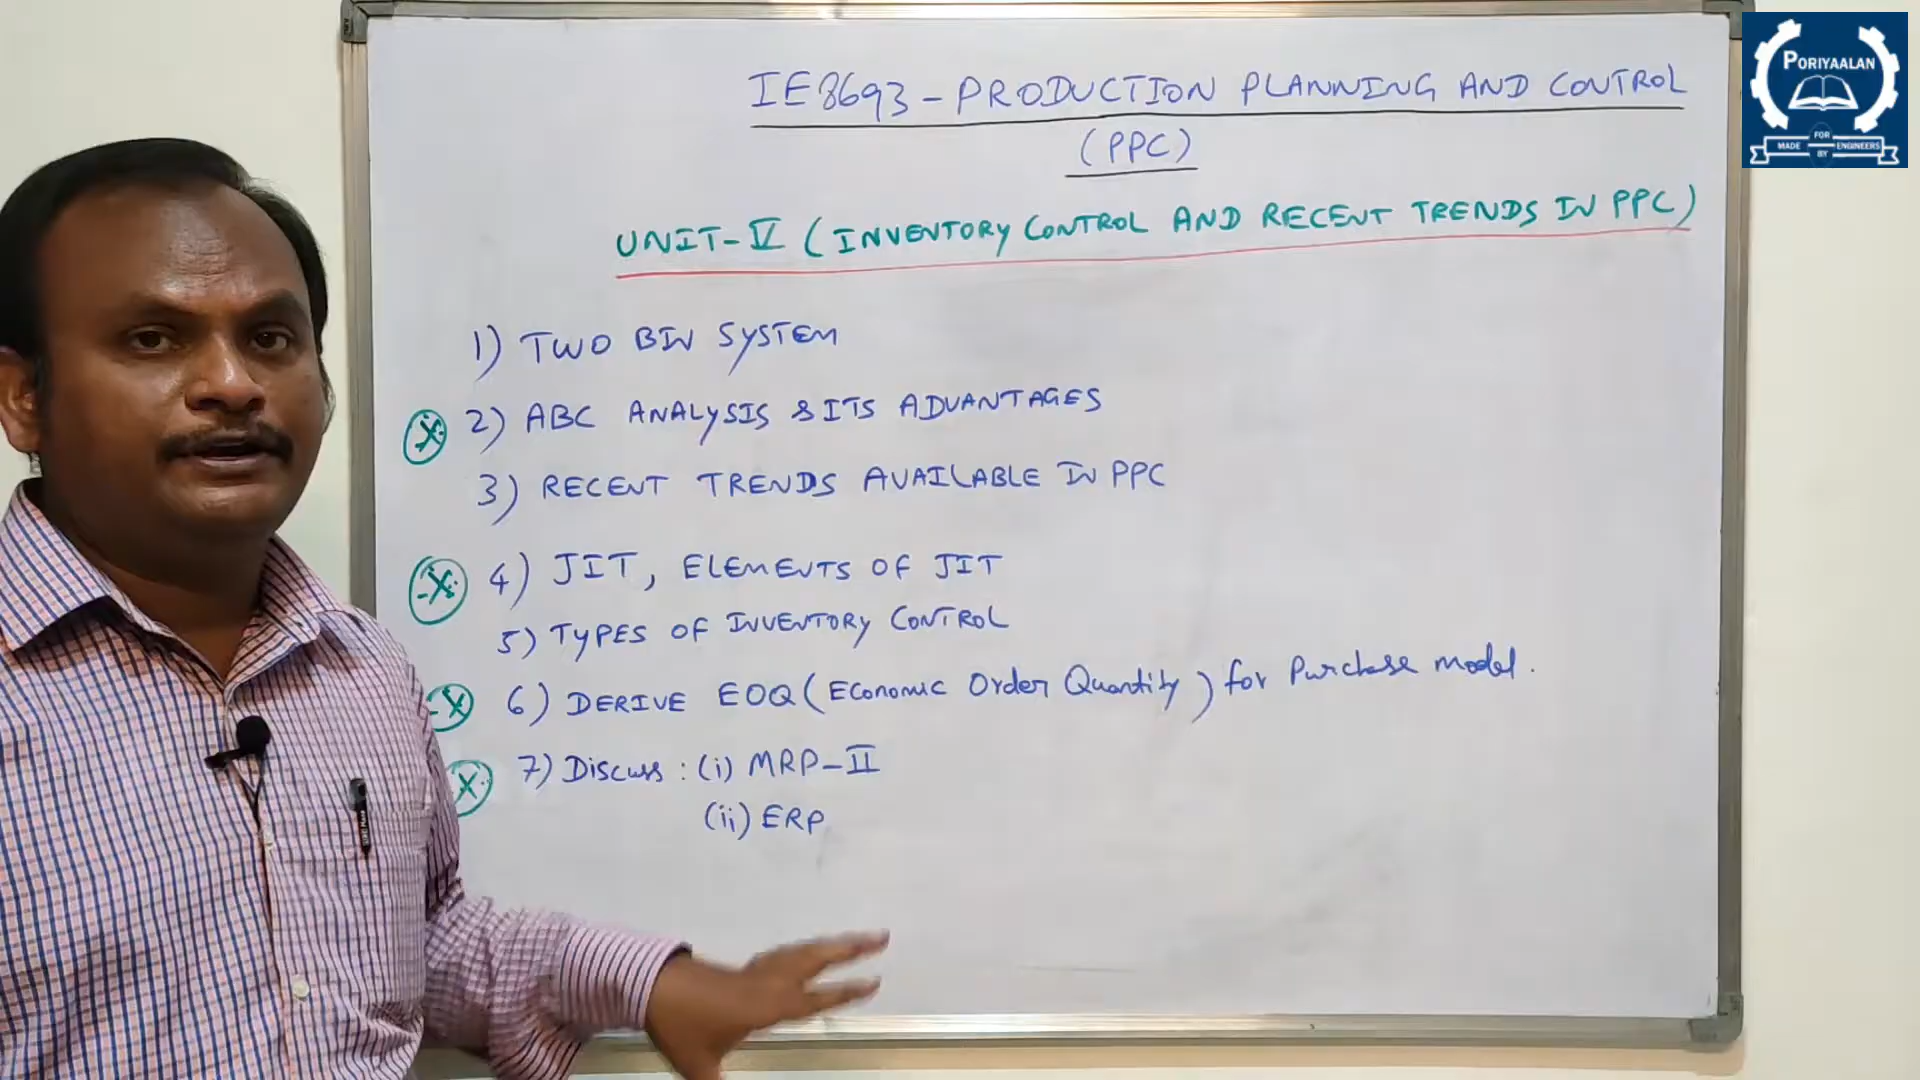 IE8693 - PRODUCTION PLANNING AND CONTROL
(PPC)
UNIT-V (INVENTORY CONTROL AND RECENT TRENDS IN PPC)
1) TWO BIN SYSTEM
2) ABC ANALYSIS & ITS ADVANTAGES
3) RECENT TRENDS AVAILABLE IN PPC
4) JIT, ELEMENTS OF JIT
5) TYPES OF INVENTORY CONTROL
6) DERIVE EOQ (Economic Order Quantity) for Purchase model.
7) Discuss : (i) MRP-II
(ii) ERP
PORIYAALAN
MADE FOR BY ENGINEERS